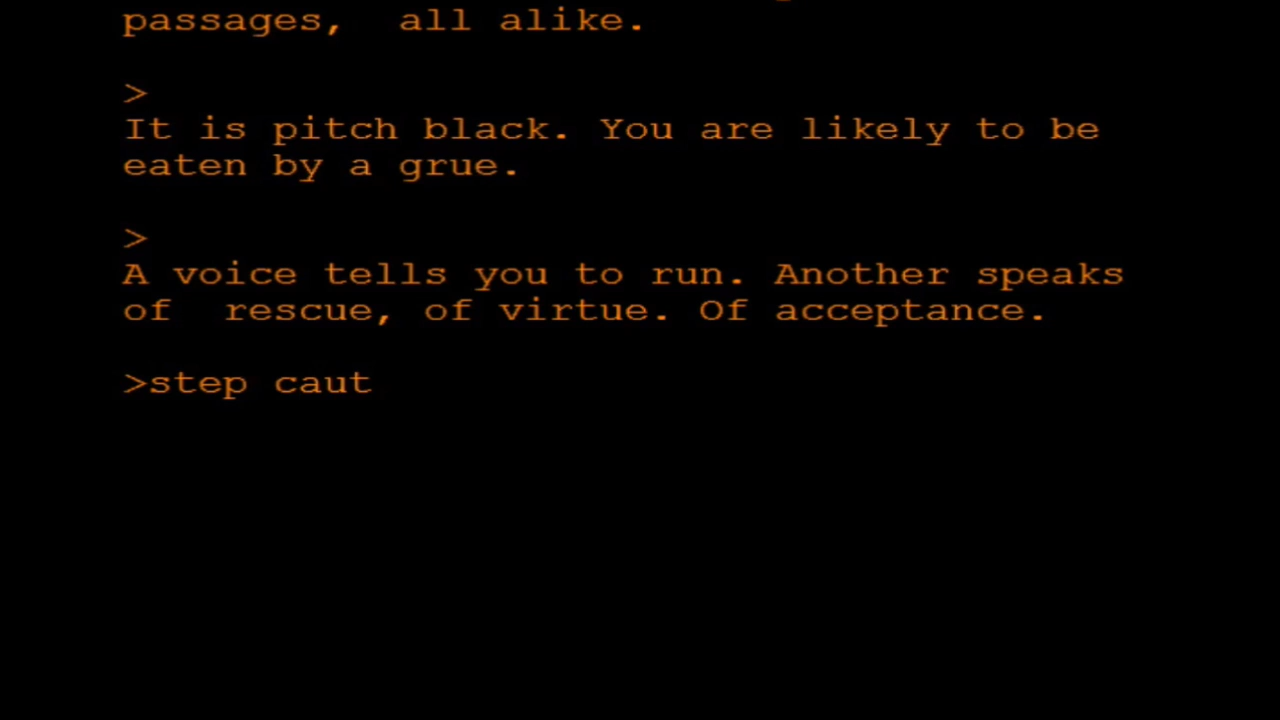 passages,  all alike.
>
It is pitch black. You are likely to be
eaten by a grue.
>
A voice tells you to run. Another speaks
of  rescue, of virtue. Of acceptance.
>step caut